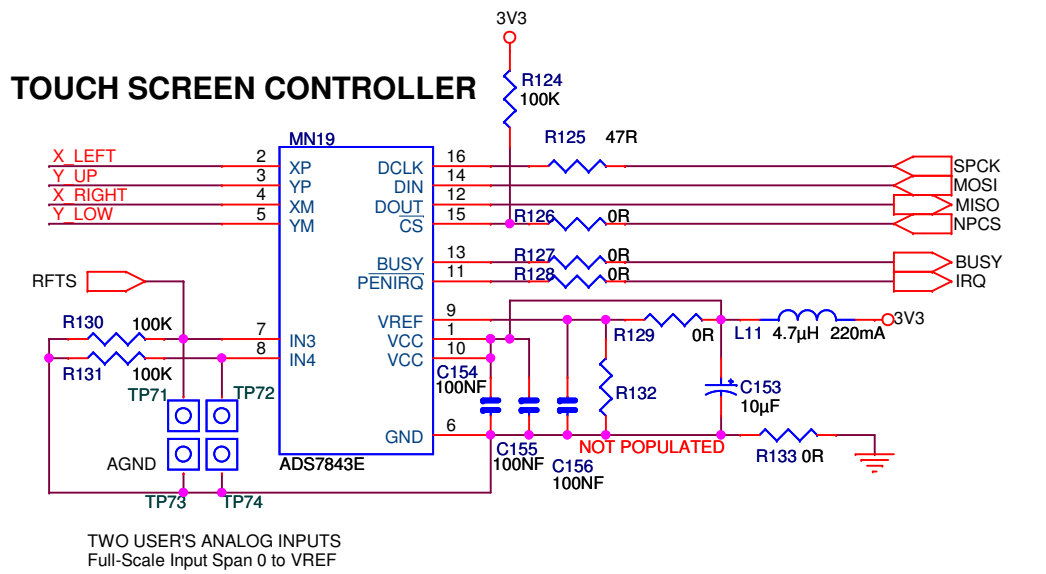 3V3
TOUCH SCREEN CONTROLLER
R124
100K
MN19
R125 47R
X_LEFT 2 XP DCLK 16 SPCK
Y_UP 3 YP DIN 14 MOSI
X_RIGHT 4 XM DOUT 12 MISO
Y_LOW 5 YM CS 15 R126 0R NPCS
BUSY 13 R127 0R BUSY
PENIRQ 11 R128 0R IRQ
RFTS
VREF 9 R129 0R L11 4.7µH 220mA 3V3
R130 100K 7 IN3 VCC 1
8 IN4 VCC 10
R131 100K
C154
100NF
TP71 TP72
R132
C153
10µF
GND 6
NOT POPULATED
AGND
ADS7843E
C155
100NF
C156
100NF
R133 0R
TP73 TP74
TWO USER'S ANALOG INPUTS
Full-Scale Input Span 0 to VREF